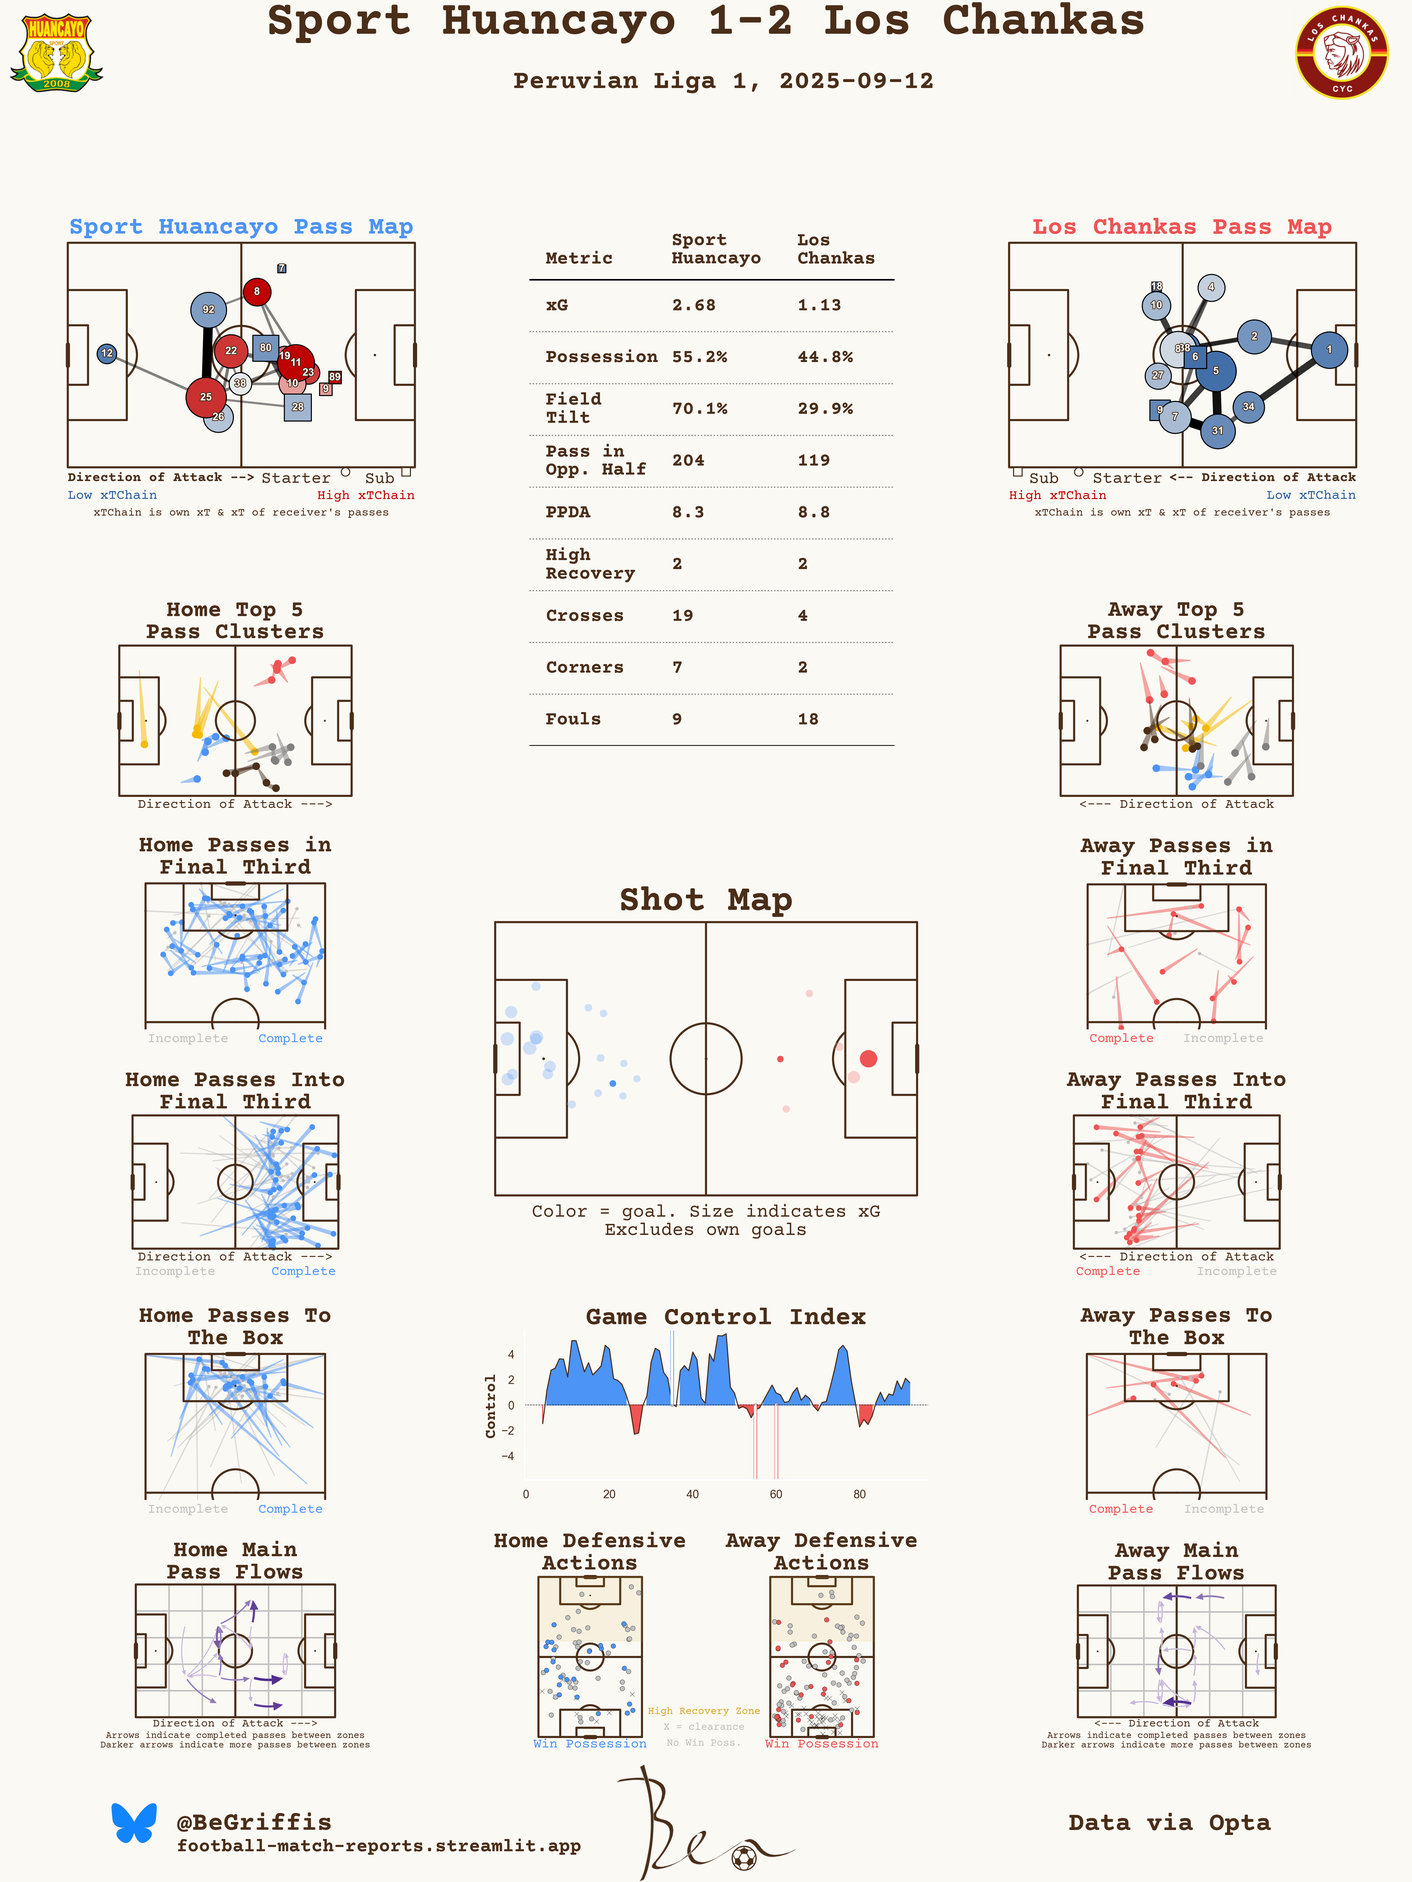 Sport Huancayo 1-2 Los Chankas
Peruvian Liga 1, 2025-09-12
HUANCAYO
SPORT
2008
LOS CHANKAS
CYC
Sport Huancayo Pass Map
7
8
92
12
22
80
19
11
23
89
9
10
38
25
26
28
Direction of Attack --> Starter Sub
Low xTChain High xTChain
xTChain is own xT & xT of receiver's passes
Metric Sport Huancayo Los Chankas
xG 2.68 1.13
Possession 55.2% 44.8%
Field Tilt 70.1% 29.9%
Pass in Opp. Half 204 119
PPDA 8.3 8.8
High Recovery 2 2
Crosses 19 4
Corners 7 2
Fouls 9 18
Los Chankas Pass Map
18
4
10
2
1
8
38
6
27
5
9
7
34
31
Sub Starter <-- Direction of Attack
High xTChain Low xTChain
xTChain is own xT & xT of receiver's passes
Home Top 5
Pass Clusters
Direction of Attack --->
Away Top 5
Pass Clusters
<--- Direction of Attack
Home Passes in
Final Third
Incomplete Complete
Away Passes in
Final Third
Complete Incomplete
Shot Map
Color = goal. Size indicates xG
Excludes own goals
Home Passes Into
Final Third
Direction of Attack --->
Incomplete Complete
Away Passes Into
Final Third
<--- Direction of Attack
Complete Incomplete
Home Passes To
The Box
Incomplete Complete
Game Control Index
Control
4
2
0
−2
−4
0 20 40 60 80
Away Passes To
The Box
Complete Incomplete
Home Main
Pass Flows
Direction of Attack --->
Arrows indicate completed passes between zones
Darker arrows indicate more passes between zones
Home Defensive
Actions
Win Possession
High Recovery Zone
X = clearance
No Win Poss.
Away Defensive
Actions
Win Possession
Away Main
Pass Flows
<--- Direction of Attack
Arrows indicate completed passes between zones
Darker arrows indicate more passes between zones
@BeGriffis
football-match-reports.streamlit.app
Ben
Data via Opta